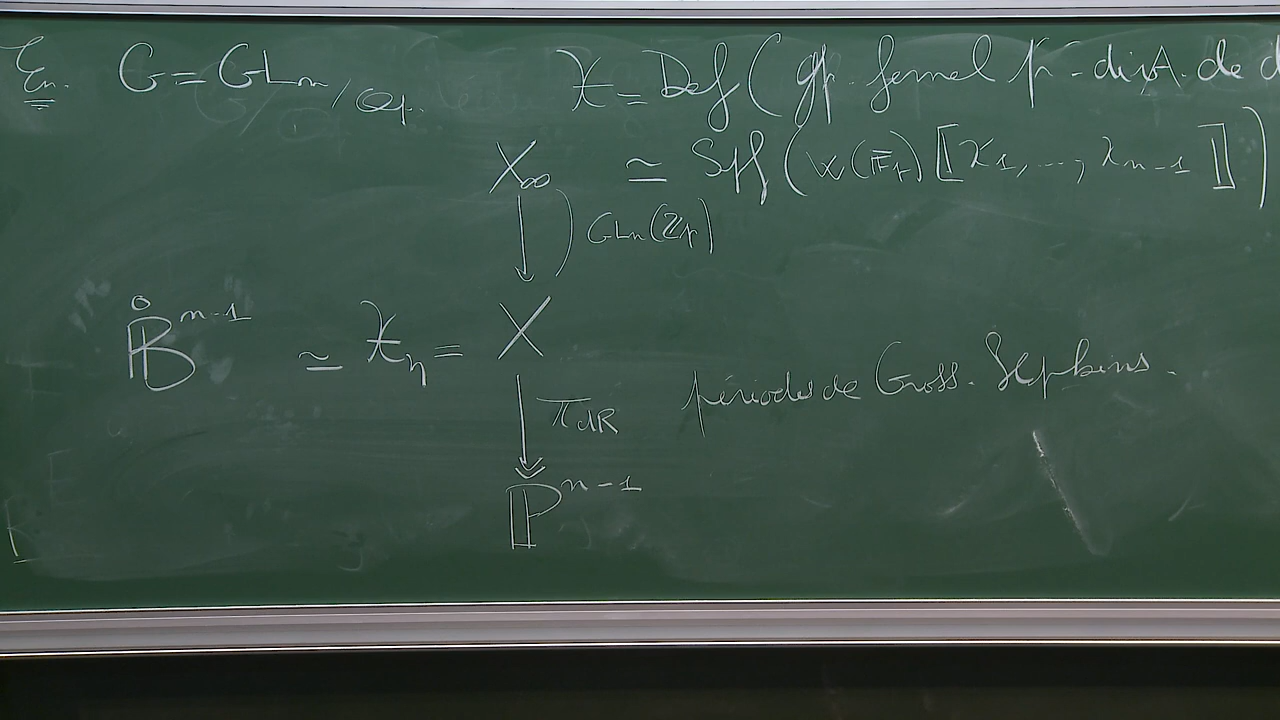 Ex. G = GLn/Qp. 𝔛 = Def ( gp. formel p-div. de d
X∞ ≃ Spf ( W(F̄p) [[ x1, ..., xn-1 ]] )
GLn(Zp)
B̊^{n-1} ≃ 𝔛η = X
πdR périodes de Gross-Hopkins.
P^{n-1}